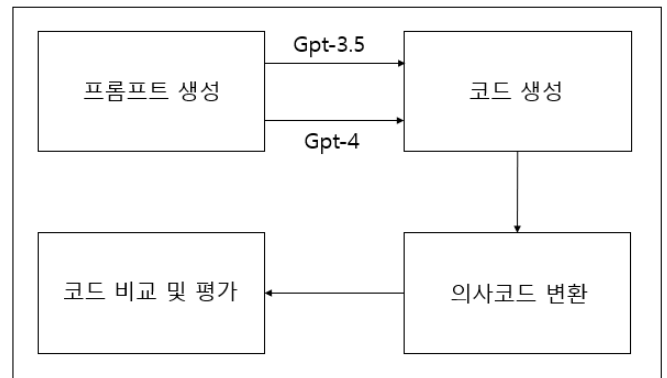 Gpt-3.5
프롬프트 생성
코드 생성
Gpt-4
코드 비교 및 평가
의사코드 변환